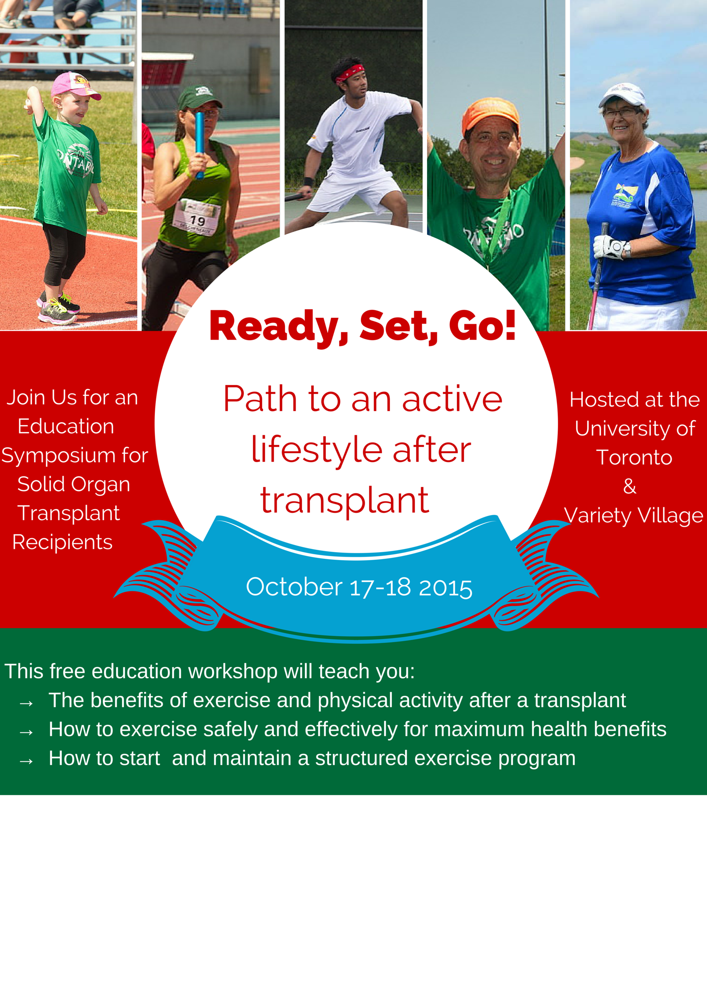 ONTARIO
19
Ready, Set, Go!
Path to an active
lifestyle after
transplant
Join Us for an
Education
Symposium for
Solid Organ
Transplant
Recipients
Hosted at the
University of
Toronto
&
Variety Village
October 17-18 2015
This free education workshop will teach you:
→ The benefits of exercise and physical activity after a transplant
→ How to exercise safely and effectively for maximum health benefits
→ How to start  and maintain a structured exercise program